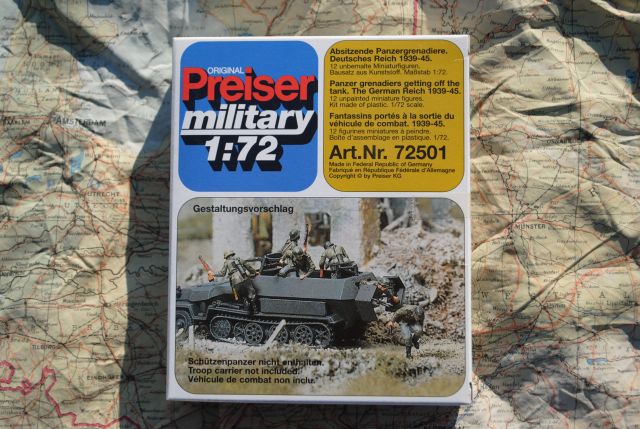 ORIGINAL
Preiser
military
1:72
Absitzende Panzergrenadiere.
Deutsches Reich 1939-45.
12 unbemalte Miniaturfiguren.
Bausatz aus Kunststoff. Maßstab 1:72.
Panzer grenadiers getting off the
tank. The German Reich 1939-45.
12 unpainted miniature figures.
Kit made of plastic. 1/72 scale.
Fantassins portés à la sortie du
véhicule de combat. 1939-45.
12 figurines miniatures à peindre.
Boîte d'assemblage en plastique. 1/72.
Art.Nr. 72501
Made in Federal Republic of Germany
Fabriqué en République Fédérale d'Allemagne
Copyright © by Preiser KG
Gestaltungsvorschlag
Schützenpanzer nicht enthalten.
Troop carrier not included.
Véhicule de combat non inclu.
AMSTERDAM
UTRECHT
MÜNSTER
TILBURG
EINDHOVEN